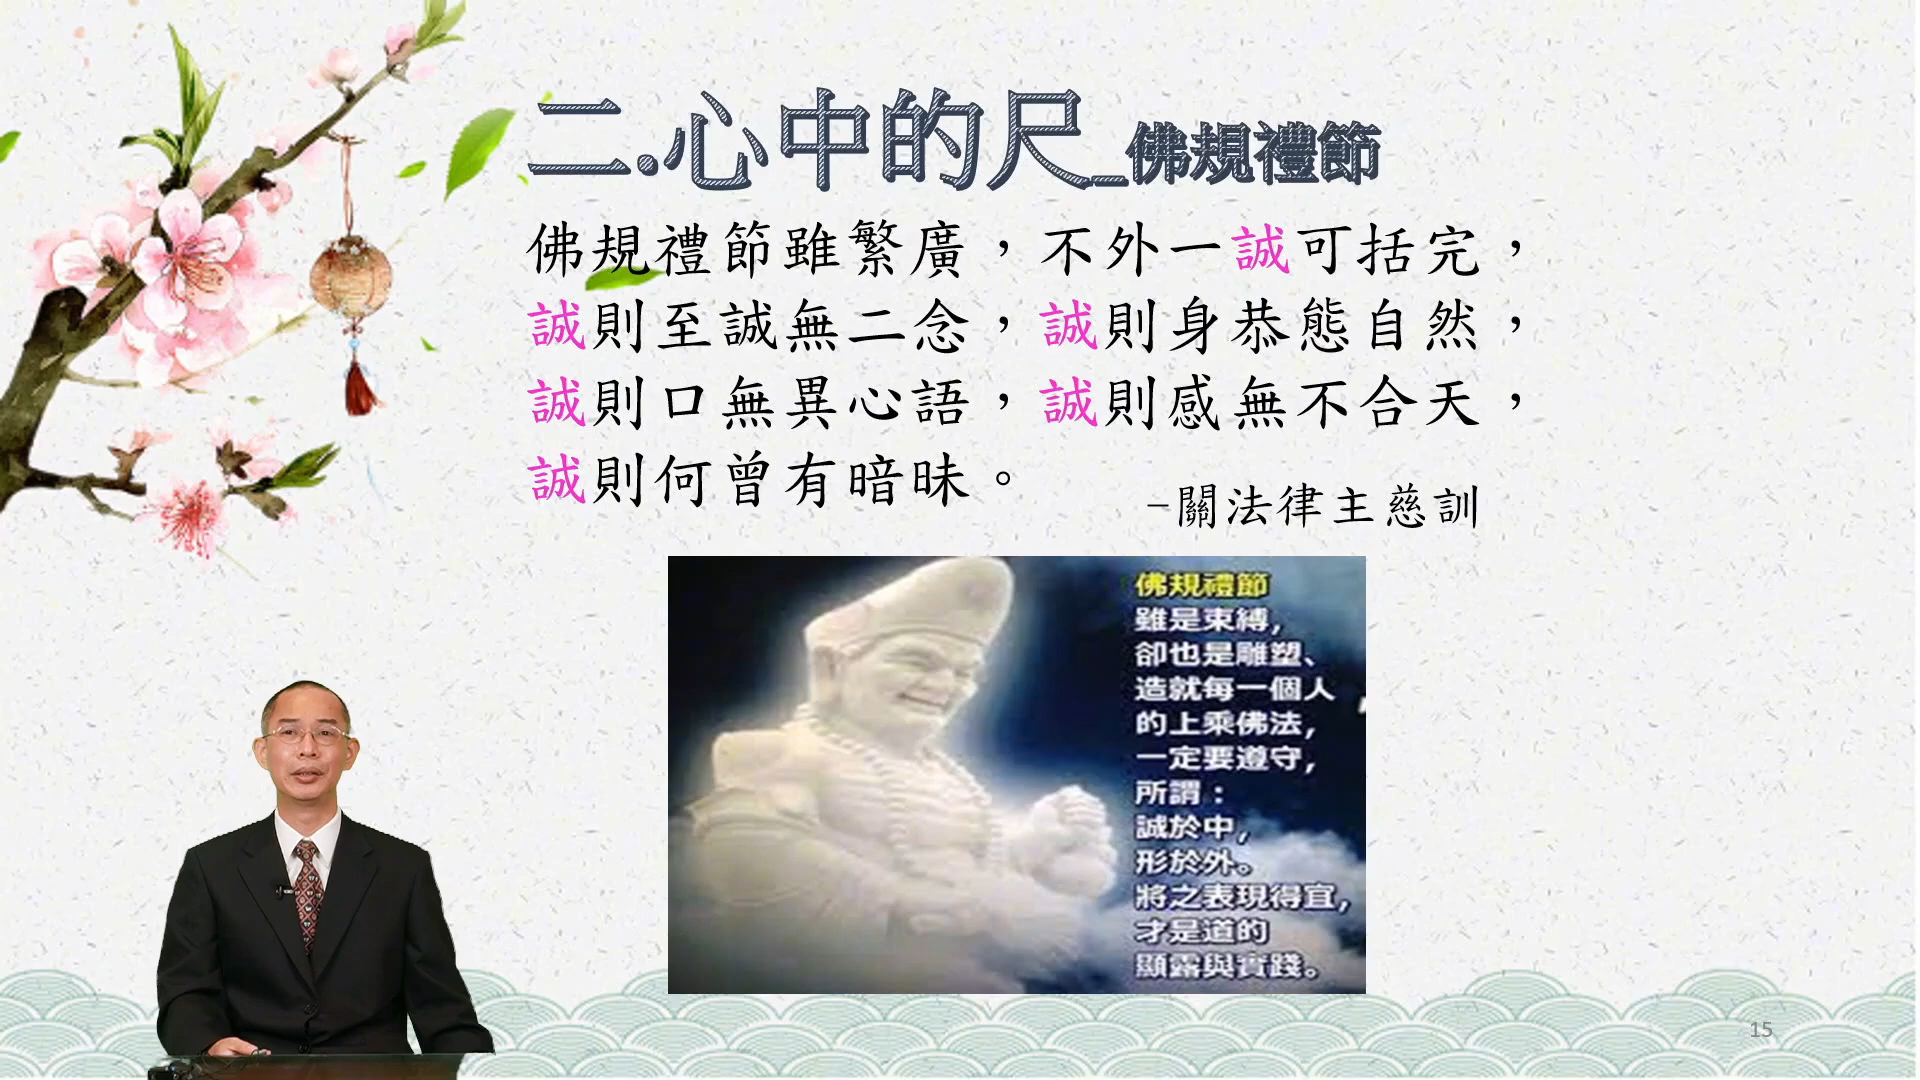 二.心中的尺_佛規禮節
佛規禮節雖繁廣，不外一誠可括完，
誠則至誠無二念，誠則身恭態自然，
誠則口無異心語，誠則感無不合天，
誠則何曾有暗昧。
-關法律主慈訓
佛規禮節
雖是束縛，
卻也是雕塑、
造就每一個人，
的上乘佛法，
一定要遵守，
所謂：
誠於中，
形於外。
將之表現得宜，
才是道的
顯露與實踐。
15